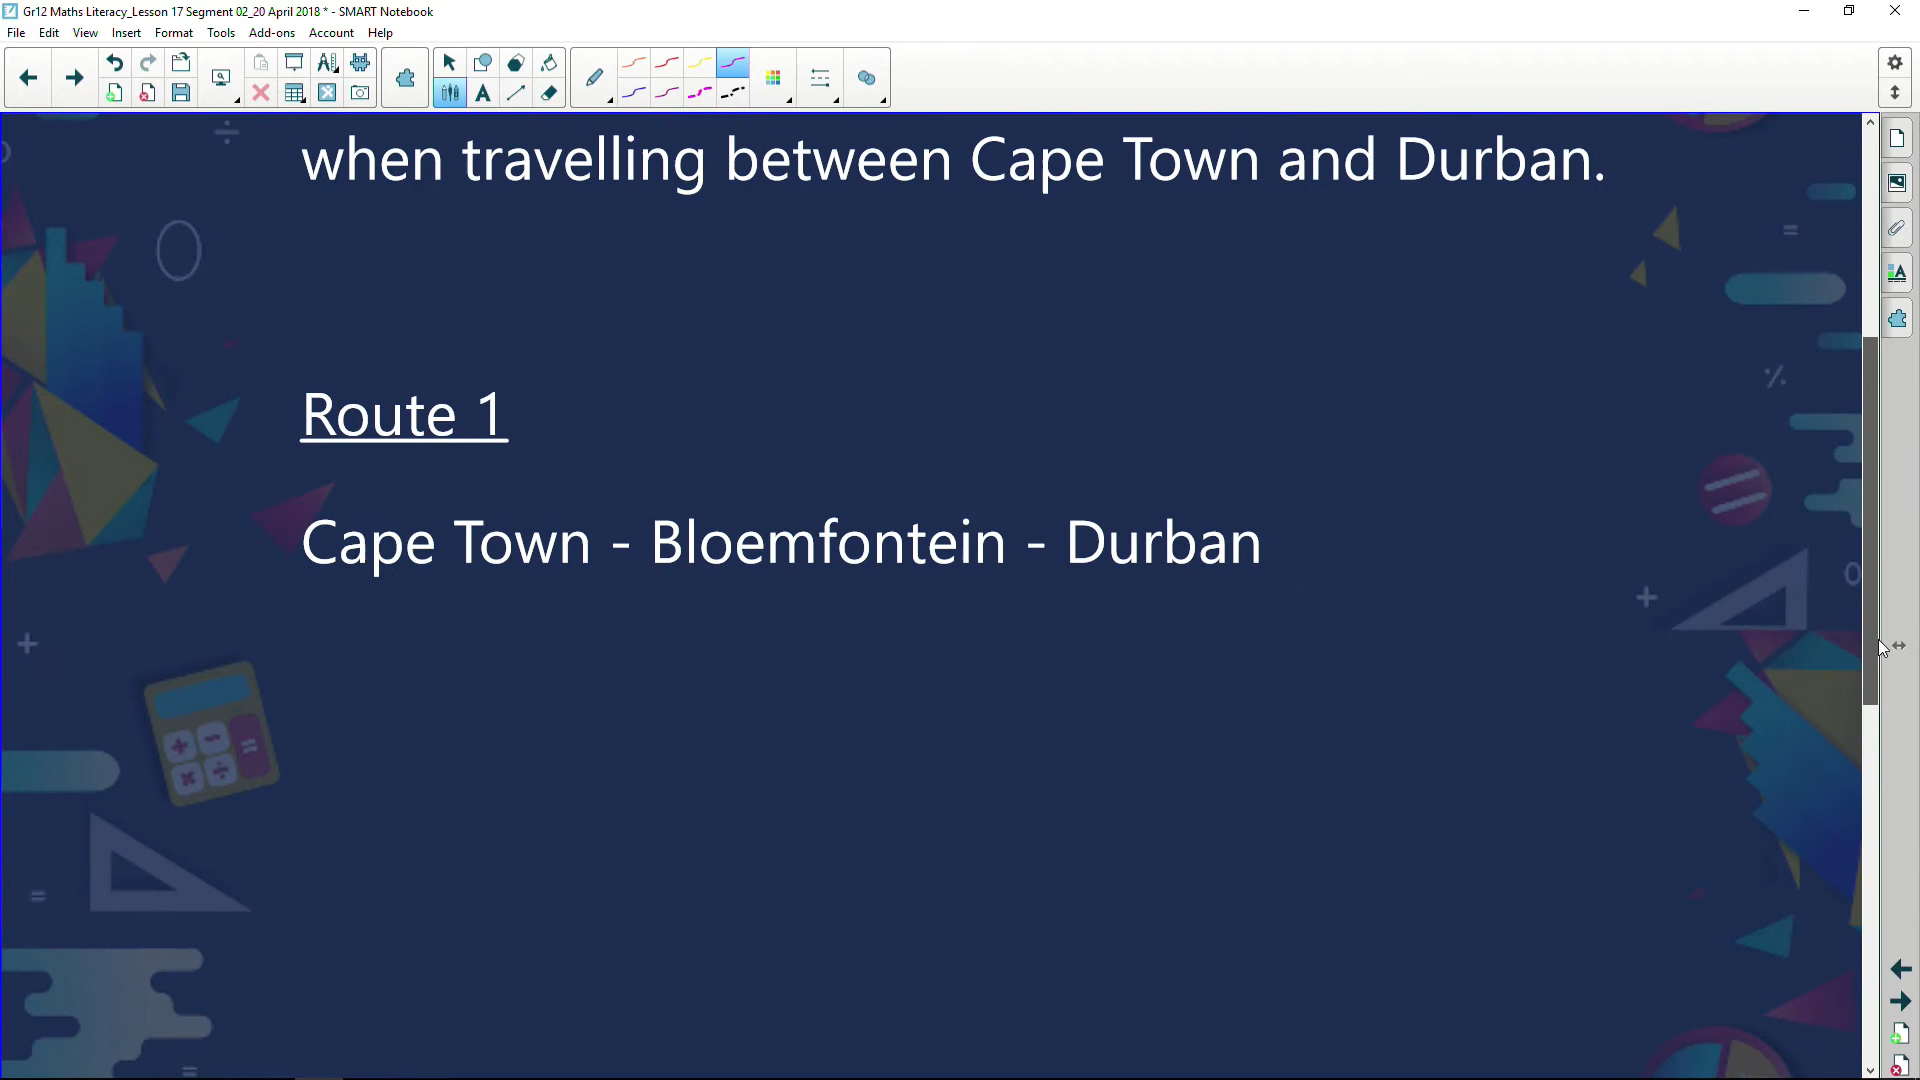 Gr12 Maths Literacy_Lesson 17 Segment 02_20 April 2018 * - SMART Notebook
File Edit View Insert Format Tools Add-ons Account Help
when travelling between Cape Town and Durban.
Route 1
Cape Town - Bloemfontein - Durban